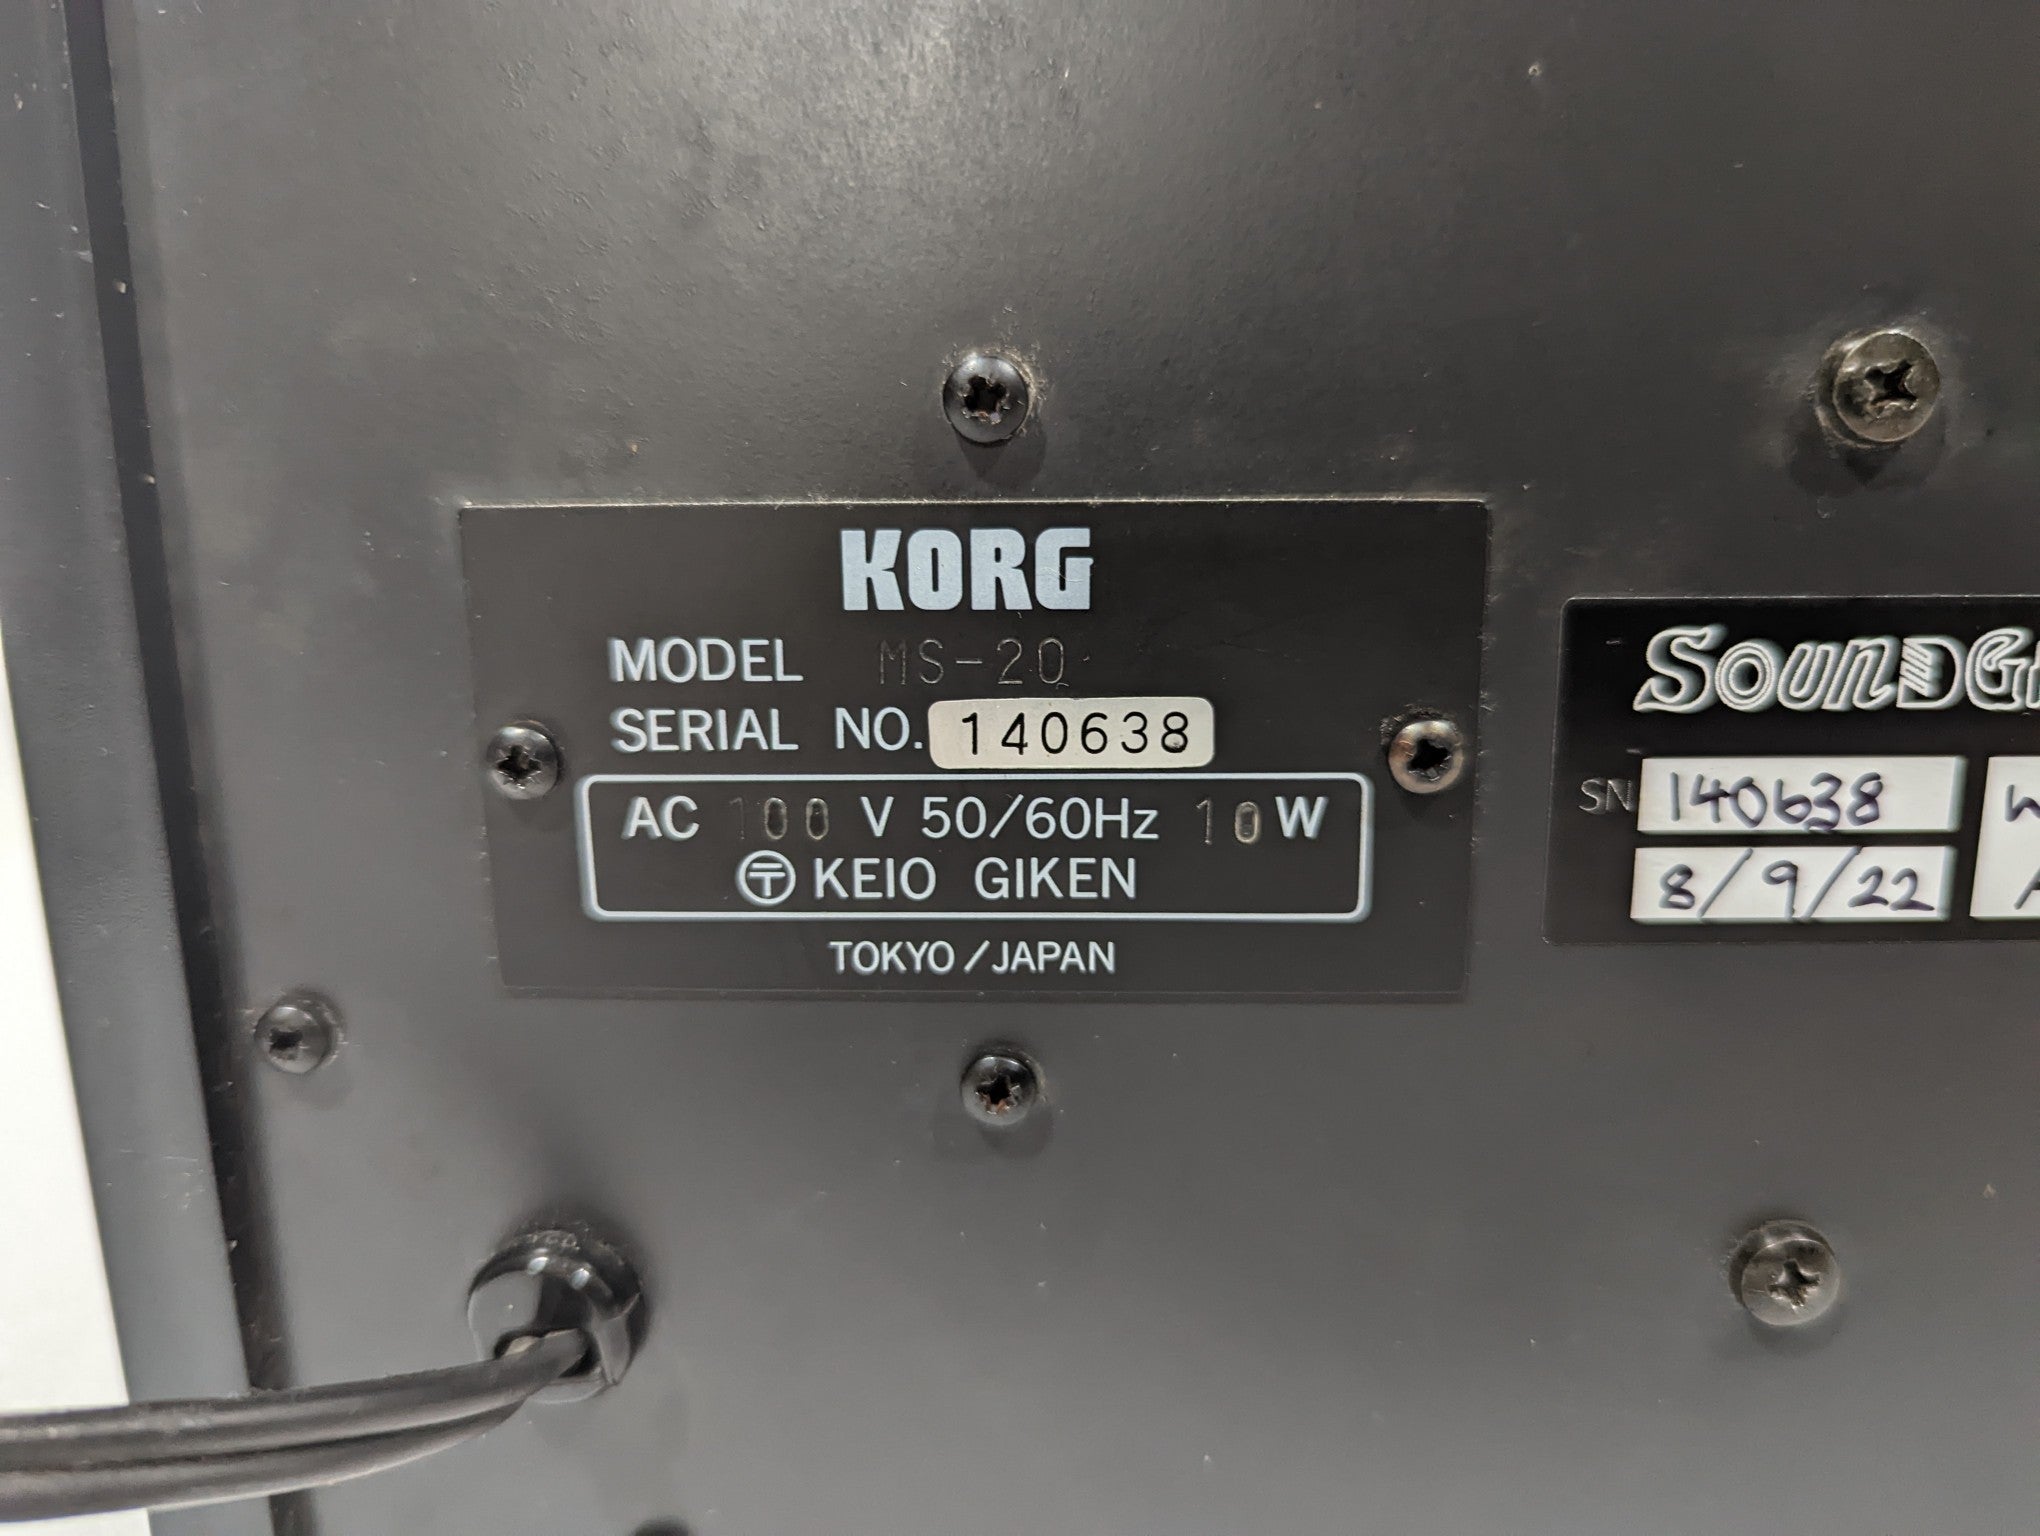 KORG
MODEL MS-20
SERIAL NO. 140638
AC 100 V 50/60Hz 10 W
〶 KEIO GIKEN
TOKYO/JAPAN
SN 140638
8/9/22